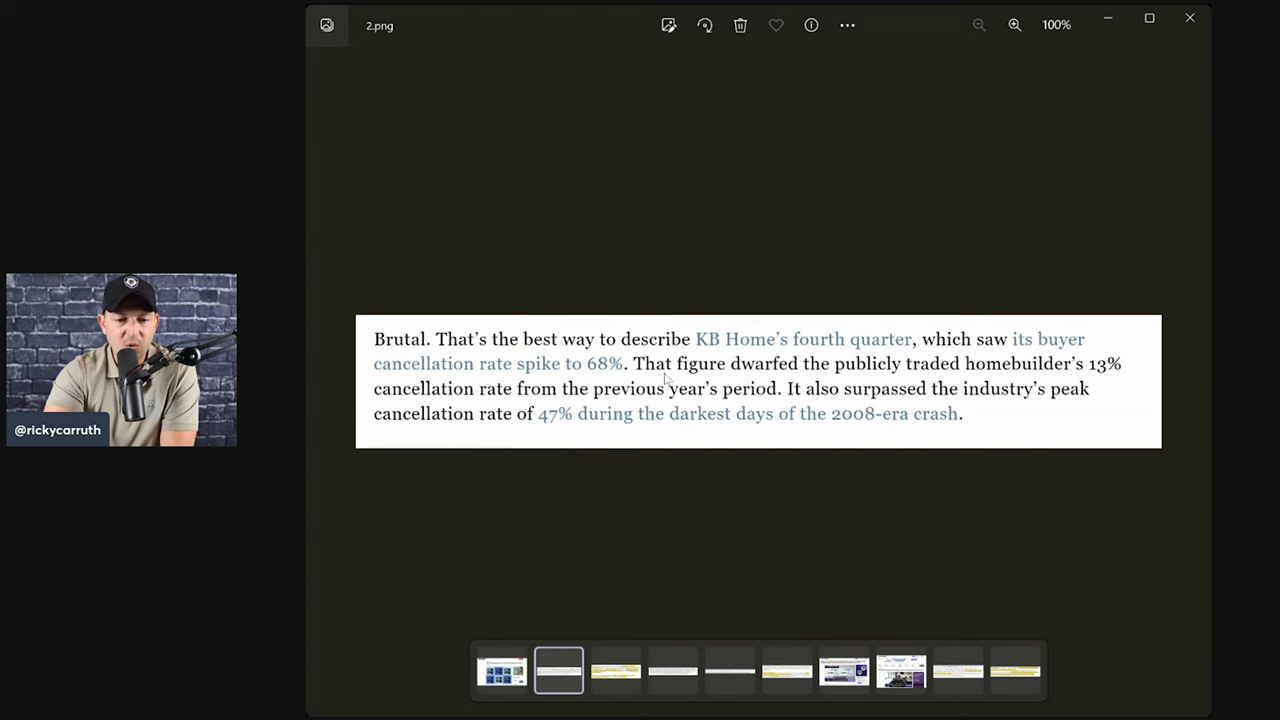 2.png
100%
Brutal. That's the best way to describe KB Home's fourth quarter, which saw its buyer
cancellation rate spike to 68%. That figure dwarfed the publicly traded homebuilder's 13%
cancellation rate from the previous year's period. It also surpassed the industry's peak
cancellation rate of 47% during the darkest days of the 2008-era crash.
@rickycarruth